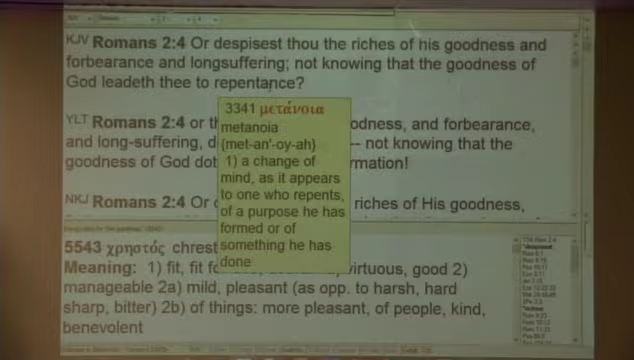 KJV Romans 2:4 Or despisest thou the riches of his goodness and
forbearance and longsuffering; not knowing that the goodness of
God leadeth thee to repentance?
3341 μετάνοια
metanoia
{met-an'-oy-ah}
1) a change of
mind, as it appears
to one who repents,
of a purpose he has
formed or of
something he has
done
YLT Romans 2:4 or th odness, and forbearance,
and long-suffering, d -- not knowing that the
goodness of God dot rmation!
NKJ Romans 2:4 Or d riches of His goodness,
5543 χρηστός chrest
Meaning: 1) fit, fit f virtuous, good 2)
manageable 2a) mild, pleasant (as opp. to harsh, hard
sharp, bitter) 2b) of things: more pleasant, of people, kind,
benevolent